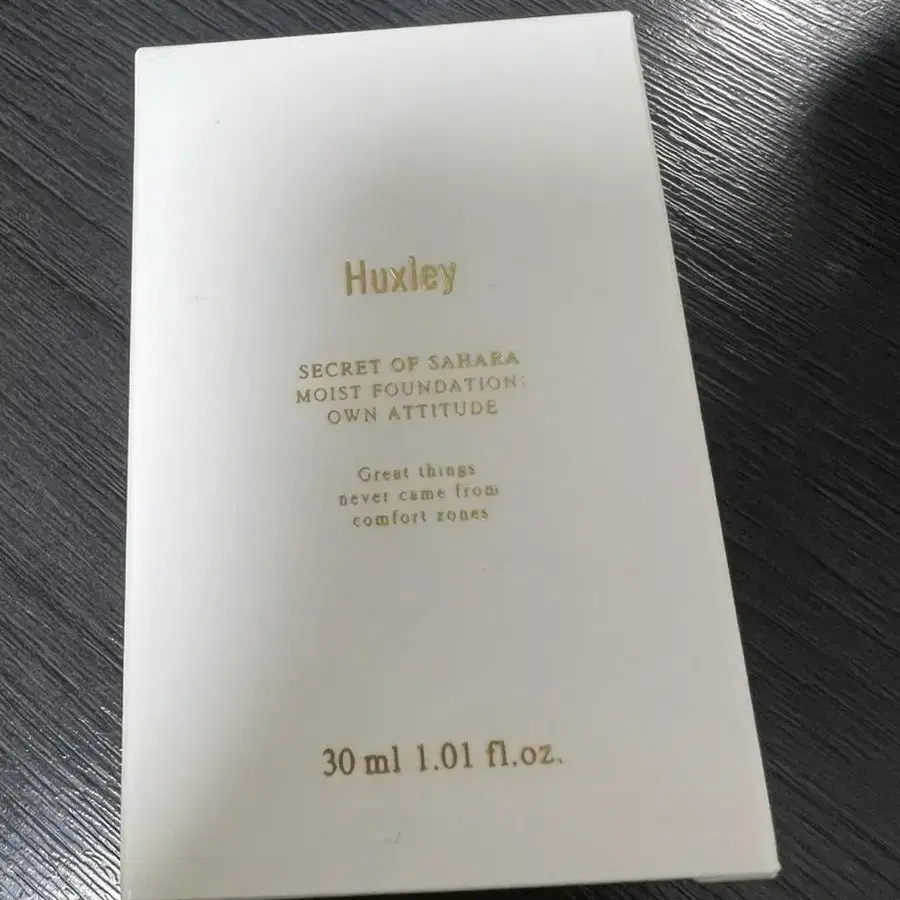 Huxley
SECRET OF SAHARA
MOIST FOUNDATION;
OWN ATTITUDE
Great things
never came from
comfort zones
30 ml 1.01 fl.oz.